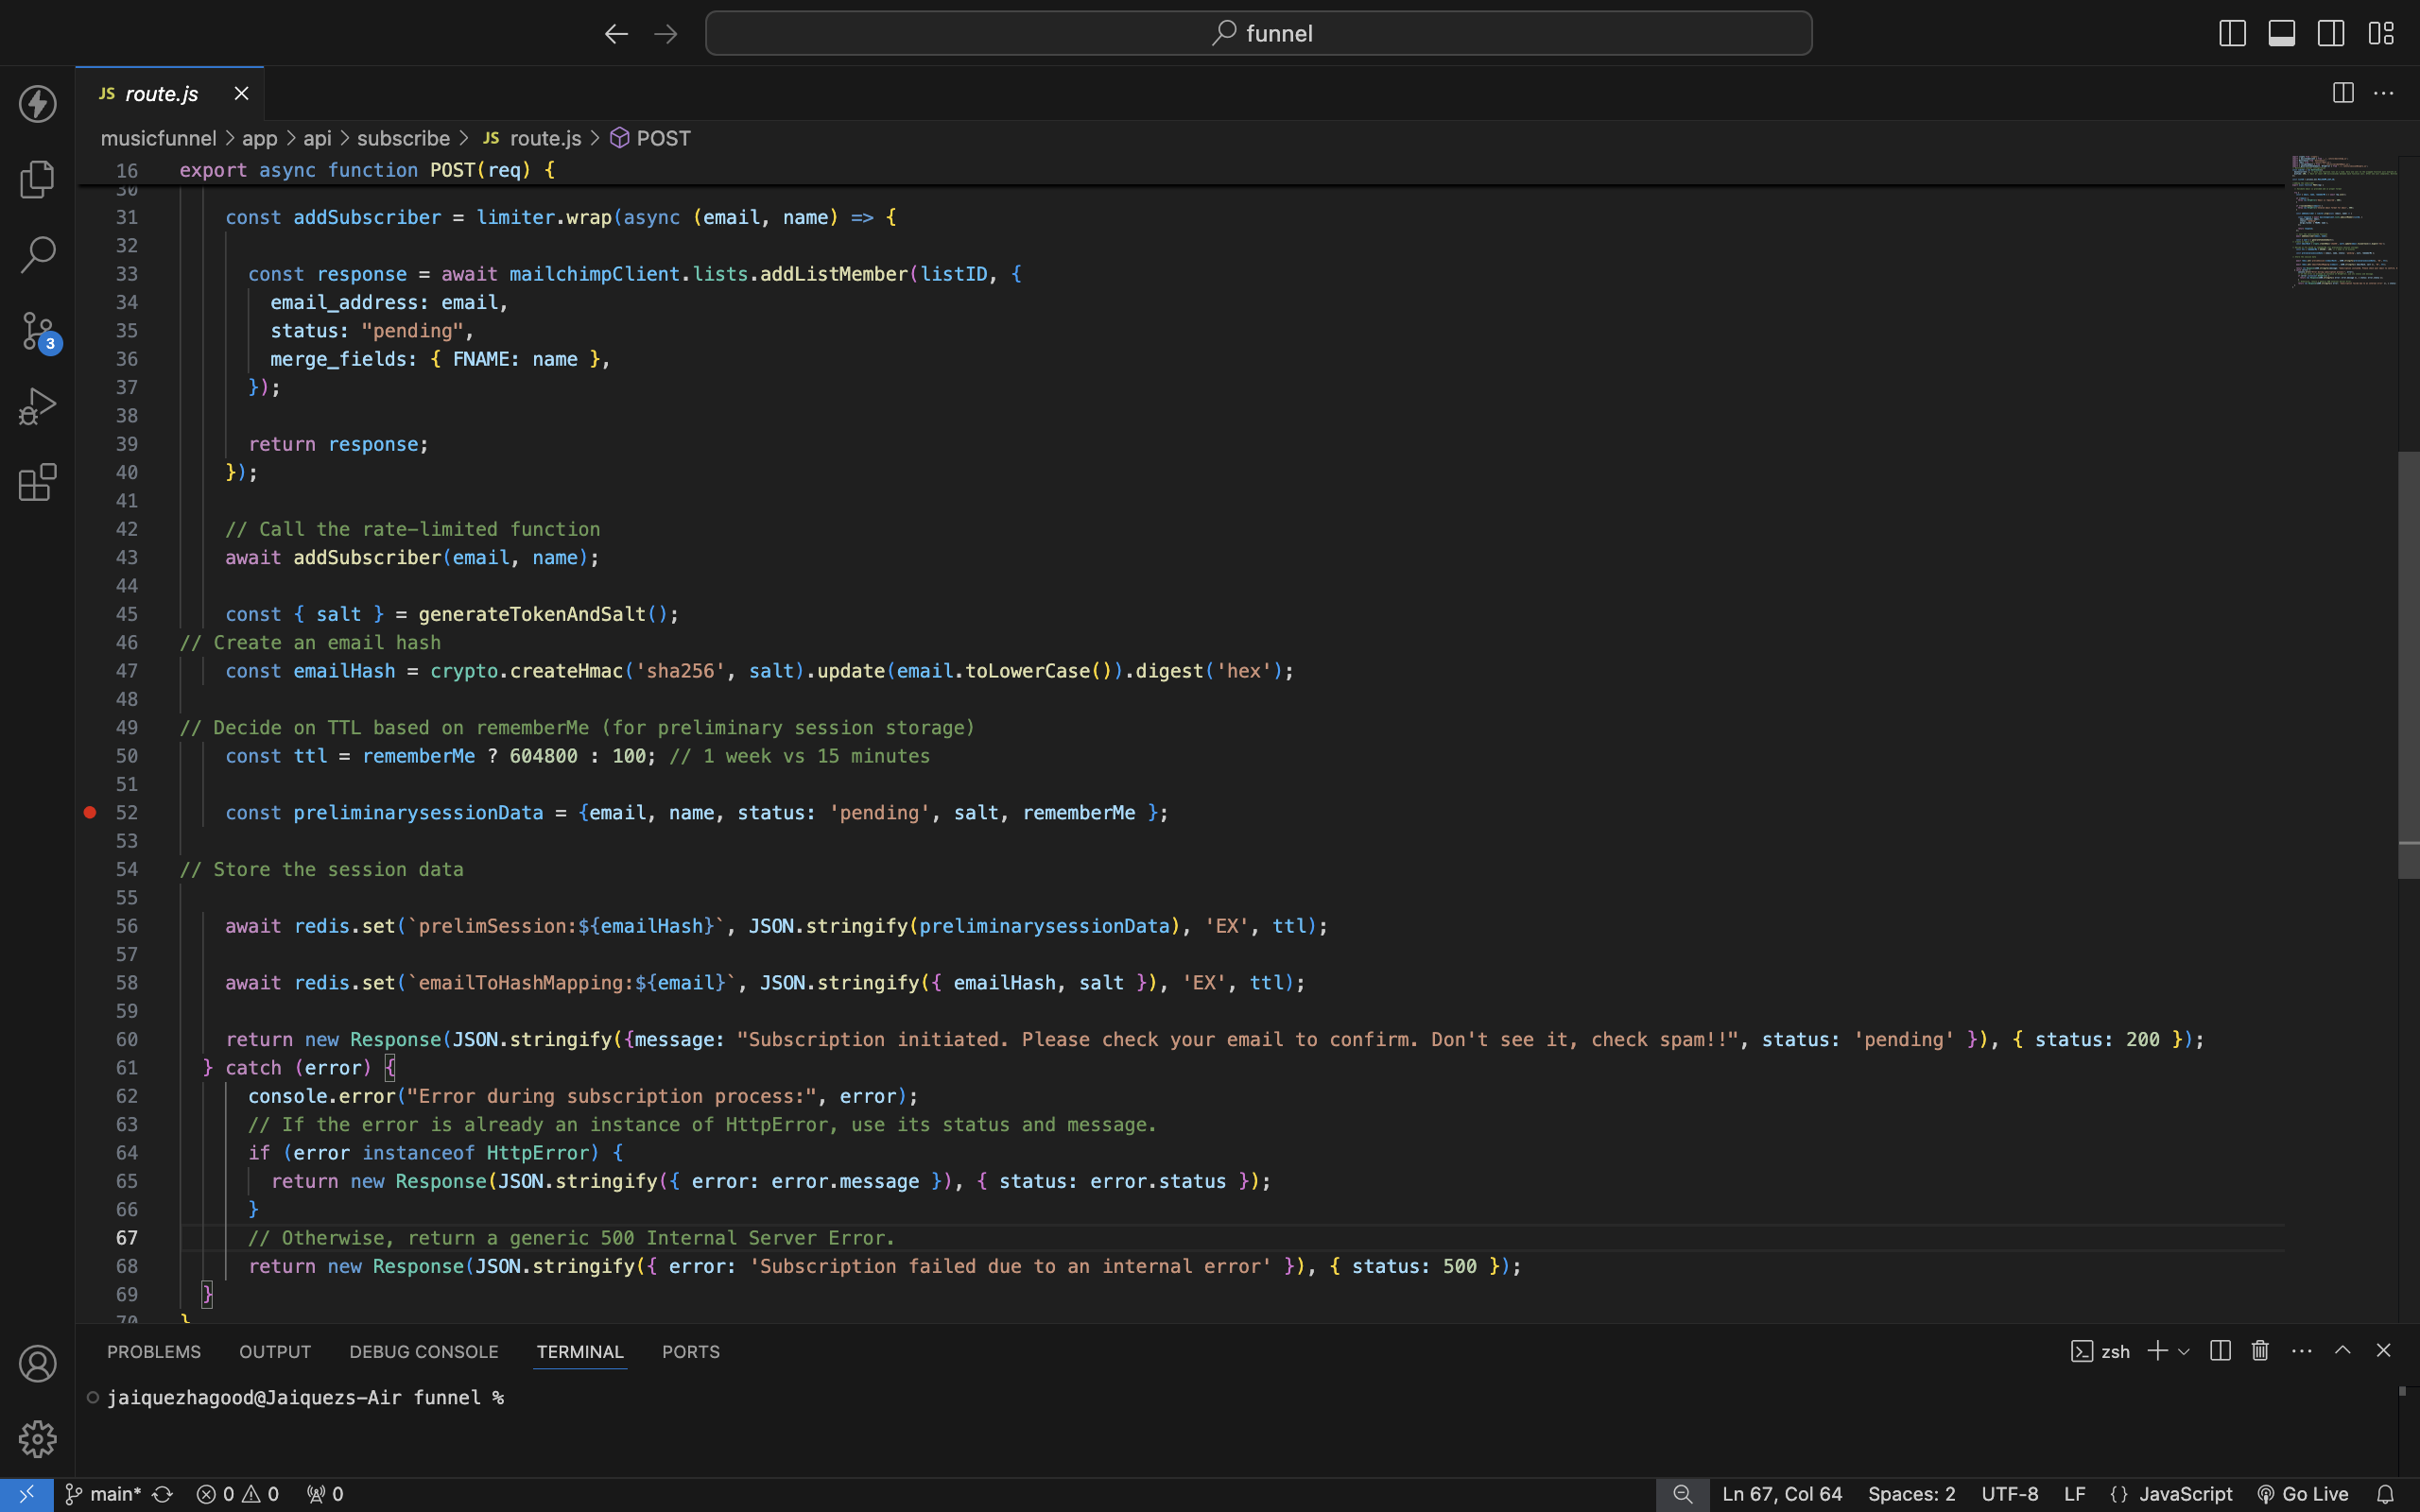 funnel
JS route.js
musicfunnel > app > api > subscribe > JS route.js > POST
16 export async function POST(req) {
30
31 const addSubscriber = limiter.wrap(async (email, name) => {
32
33 const response = await mailchimpClient.lists.addListMember(listID, {
34 email_address: email,
35 status: "pending",
36 merge_fields: { FNAME: name },
37 });
38
39 return response;
40 });
41
42 // Call the rate-limited function
43 await addSubscriber(email, name);
44
45 const { salt } = generateTokenAndSalt();
46 // Create an email hash
47 const emailHash = crypto.createHmac('sha256', salt).update(email.toLowerCase()).digest('hex');
48
49 // Decide on TTL based on rememberMe (for preliminary session storage)
50 const ttl = rememberMe ? 604800 : 100; // 1 week vs 15 minutes
51
52 const preliminarysessionData = {email, name, status: 'pending', salt, rememberMe };
53
54 // Store the session data
55
56 await redis.set(`prelimSession:${emailHash}`, JSON.stringify(preliminarysessionData), 'EX', ttl);
57
58 await redis.set(`emailToHashMapping:${email}`, JSON.stringify({ emailHash, salt }), 'EX', ttl);
59
60 return new Response(JSON.stringify({message: "Subscription initiated. Please check your email to confirm. Don't see it, check spam!!", status: 'pending' }), { status: 200 });
61 } catch (error) {
62 console.error("Error during subscription process:", error);
63 // If the error is already an instance of HttpError, use its status and message.
64 if (error instanceof HttpError) {
65 return new Response(JSON.stringify({ error: error.message }), { status: error.status });
66 }
67 // Otherwise, return a generic 500 Internal Server Error.
68 return new Response(JSON.stringify({ error: 'Subscription failed due to an internal error' }), { status: 500 });
69 }
70 }
3
PROBLEMS OUTPUT DEBUG CONSOLE TERMINAL PORTS zsh
jaiquezhagood@Jaiquezs-Air funnel %
main* 0 0 0 Ln 67, Col 64 Spaces: 2 UTF-8 LF {} JavaScript Go Live